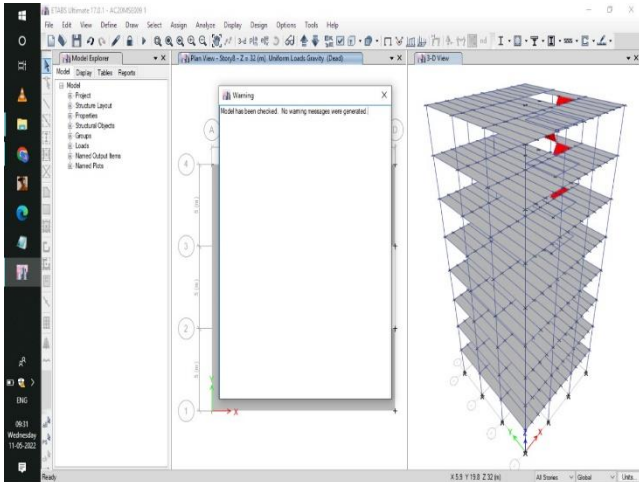 ETABS Ultimate 17.0.1 - AC20MSED09 1
File Edit View Define Draw Select Assign Analyze Display Design Options Tools Help
Model Explorer
Model Display Tables Reports
Model
Project
Structure Layout
Properties
Structural Objects
Groups
Loads
Named Output Items
Named Plots
Plan View - Story8 - Z = 32 (m) Uniform Loads Gravity (Dead)
Warning
Model has been checked. No warning messages were generated.
A
D
4
3
2
1
Y
X
3-D View
Y
Z
X
ENG
09:31
Wednesday
11-05-2022
Ready
X 5.9 Y 19.8 Z 32 (m)
All Stories
Global
Units...